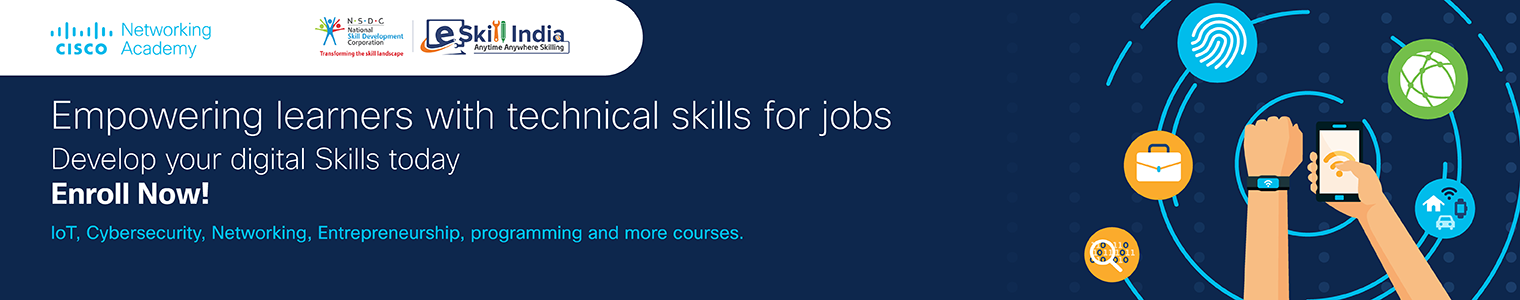 CISCO
Networking
Academy
N·S·D·C
National
Skill Development
Corporation
Transforming the skill landscape
eSkill India
Anytime Anywhere Skilling
Empowering learners with technical skills for jobs
Develop your digital Skills today
Enroll Now!
IoT, Cybersecurity, Networking, Entrepreneurship, programming and more courses.